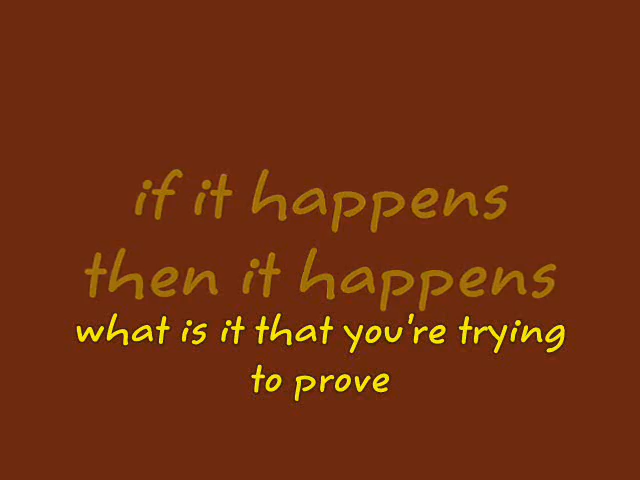 if it happens
then it happens
what is it that you're trying
to prove